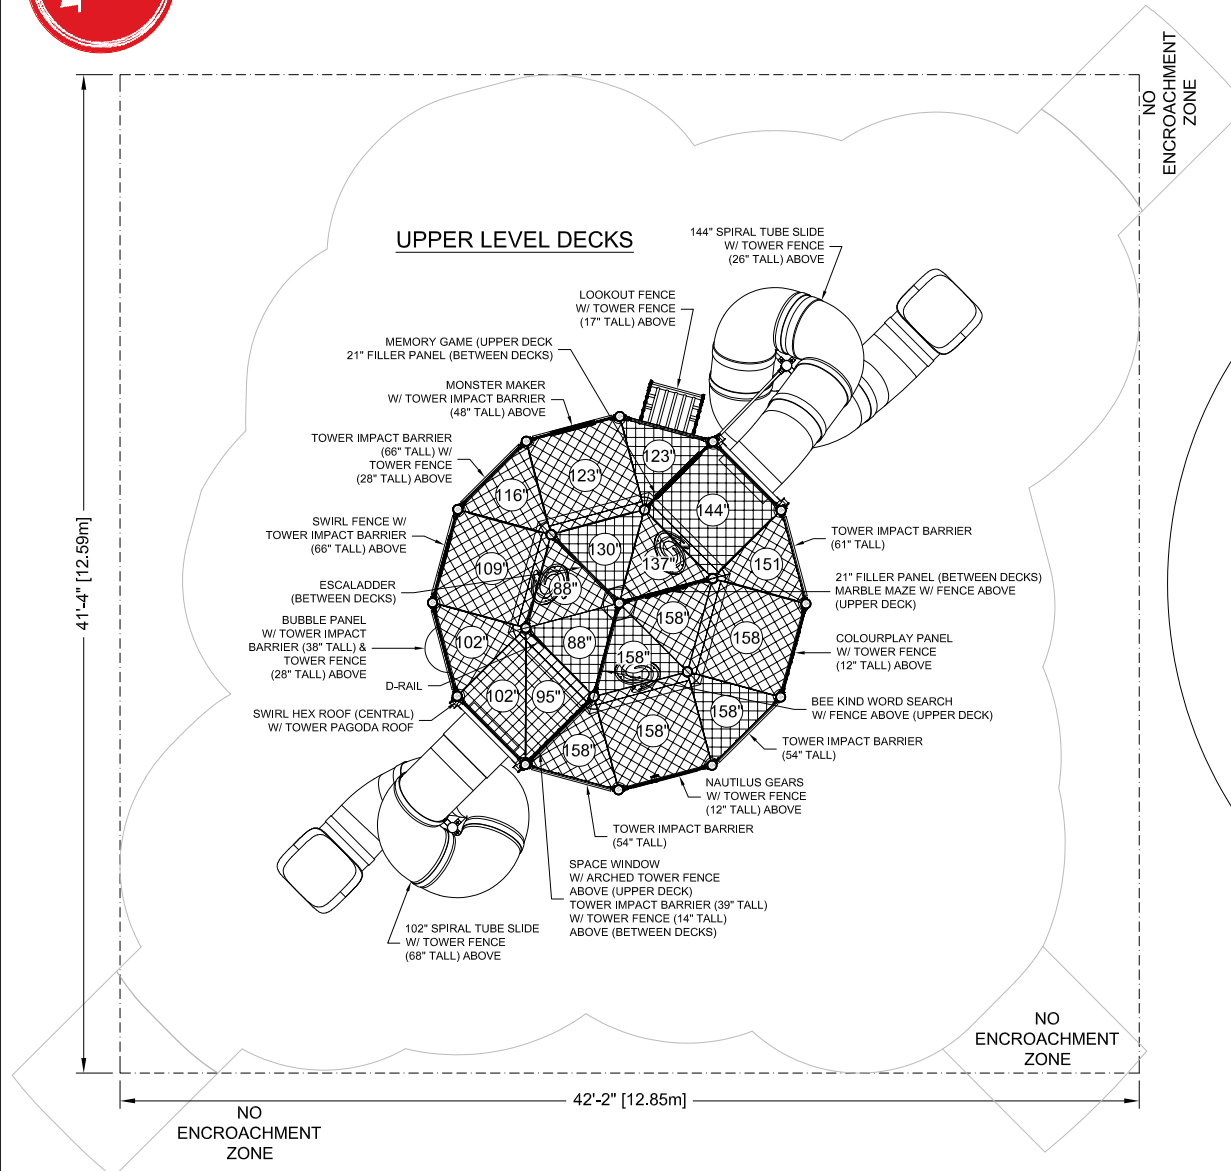 NO
ENCROACHMENT
ZONE
UPPER LEVEL DECKS
144" SPIRAL TUBE SLIDE
W/ TOWER FENCE
(26" TALL) ABOVE
LOOKOUT FENCE
W/ TOWER FENCE
(17" TALL) ABOVE
MEMORY GAME (UPPER DECK
21" FILLER PANEL (BETWEEN DECKS)
MONSTER MAKER
W/ TOWER IMPACT BARRIER
(48" TALL) ABOVE
TOWER IMPACT BARRIER
(66" TALL) W/
TOWER FENCE
(28" TALL) ABOVE
SWIRL FENCE W/
TOWER IMPACT BARRIER
(66" TALL) ABOVE
ESCALADDER
(BETWEEN DECKS)
BUBBLE PANEL
W/ TOWER IMPACT
BARRIER (38" TALL) &
TOWER FENCE
(28" TALL) ABOVE
D-RAIL
SWIRL HEX ROOF (CENTRAL)
W/ TOWER PAGODA ROOF
123"
123"
116"
144"
130"
137"
151
109"
88"
158"
158
102"
88"
158"
102"
95"
158"
158"
158"
TOWER IMPACT BARRIER
(61" TALL)
21" FILLER PANEL (BETWEEN DECKS)
MARBLE MAZE W/ FENCE ABOVE
(UPPER DECK)
COLOURPLAY PANEL
W/ TOWER FENCE
(12" TALL) ABOVE
BEE KIND WORD SEARCH
W/ FENCE ABOVE (UPPER DECK)
TOWER IMPACT BARRIER
(54" TALL)
NAUTILUS GEARS
W/ TOWER FENCE
(12" TALL) ABOVE
TOWER IMPACT BARRIER
(54" TALL)
SPACE WINDOW
W/ ARCHED TOWER FENCE
ABOVE (UPPER DECK)
TOWER IMPACT BARRIER (39" TALL)
W/ TOWER FENCE (14" TALL)
ABOVE (BETWEEN DECKS)
102" SPIRAL TUBE SLIDE
W/ TOWER FENCE
(68" TALL) ABOVE
41'-4" [12.59m]
42'-2" [12.85m]
NO
ENCROACHMENT
ZONE
NO
ENCROACHMENT
ZONE